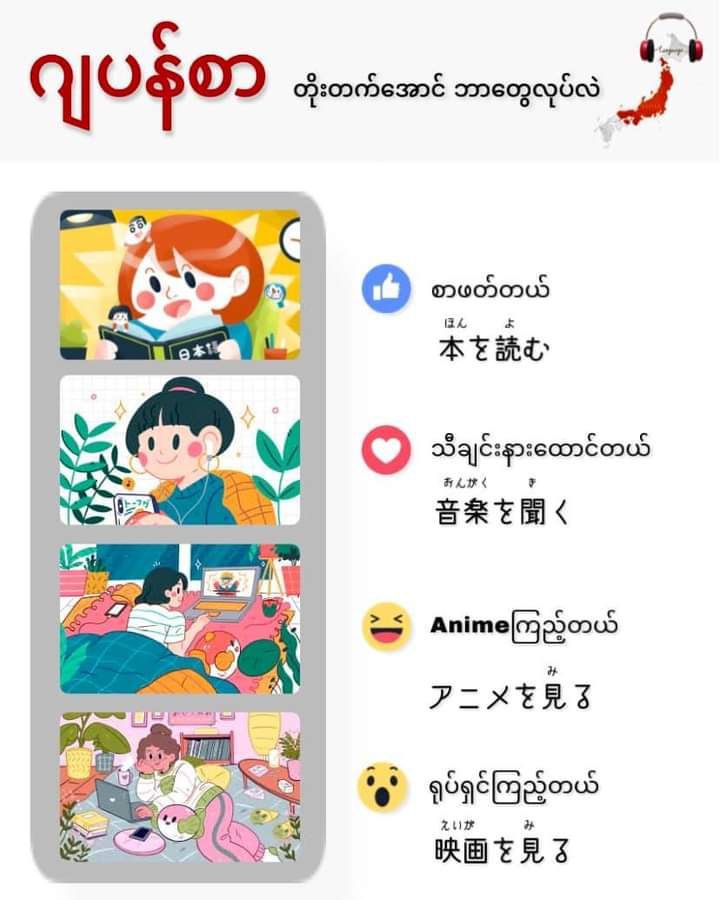 ဂျပန်စာ တိုးတက်အောင် ဘာတွေလုပ်လဲ
Language
日本語
စာဖတ်တယ်
ほん よ
本を読む
သီချင်းနားထောင်တယ်
おんがく き
音楽を聞く
Animeကြည့်တယ်
み
アニメを見る
ရုပ်ရှင်ကြည့်တယ်
えいが み
映画を見る